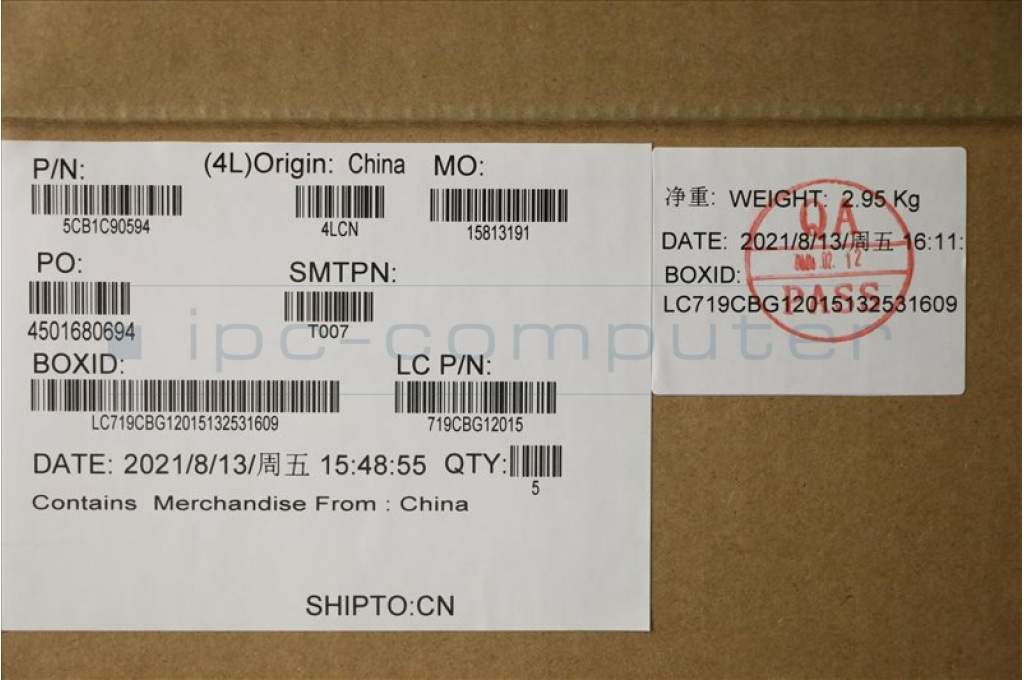 P/N:
5CB1C90594
(4L)Origin: China
4LCN
MO:
15813191
PO:
4501680694
SMTPN:
T007
BOXID:
LC719CBG12015132531609
LC P/N:
719CBG12015
DATE: 2021/8/13/周五 15:48:55 QTY:
5
Contains Merchandise From : China
SHIPTO:CN
净重: WEIGHT: 2.95 Kg
DATE: 2021/8/13/周五 16:11:
BOXID:
LC719CBG12015132531609
QA
PASS
ipc-computer